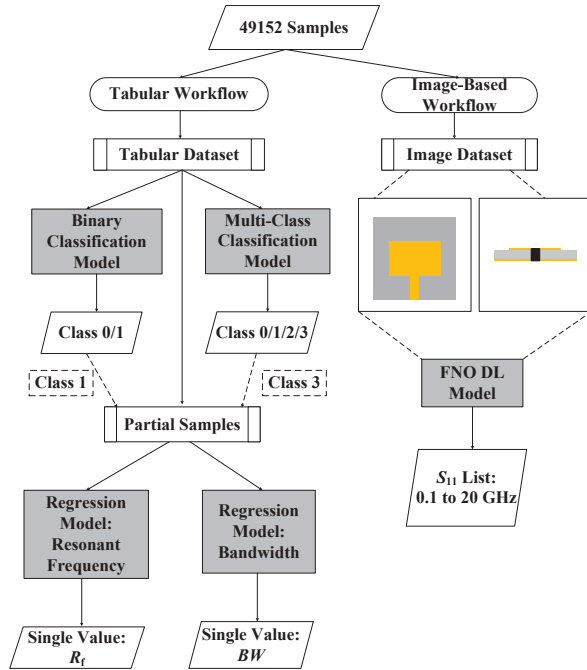 49152 Samples
Tabular Workflow
Image-Based
Workflow
Tabular Dataset
Image Dataset
Binary
Classification
Model
Multi-Class
Classification
Model
Class 0/1
Class 0/1/2/3
Class 1
Class 3
FNO DL
Model
Partial Samples
S11 List:
0.1 to 20 GHz
Regression
Model:
Resonant
Frequency
Regression
Model:
Bandwidth
Single Value:
Rf
Single Value:
BW